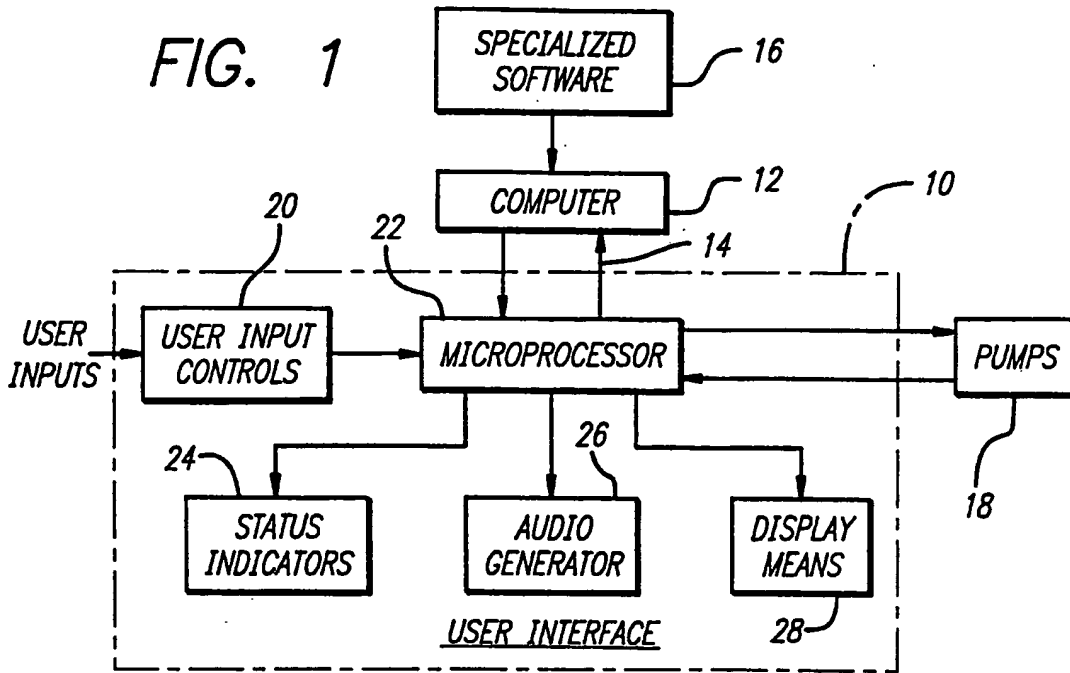 FIG. 1
SPECIALIZED
SOFTWARE
16
COMPUTER
12
10
20
22
14
USER
INPUTS
USER INPUT
CONTROLS
MICROPROCESSOR
PUMPS
18
24
26
STATUS
INDICATORS
AUDIO
GENERATOR
DISPLAY
MEANS
28
USER INTERFACE